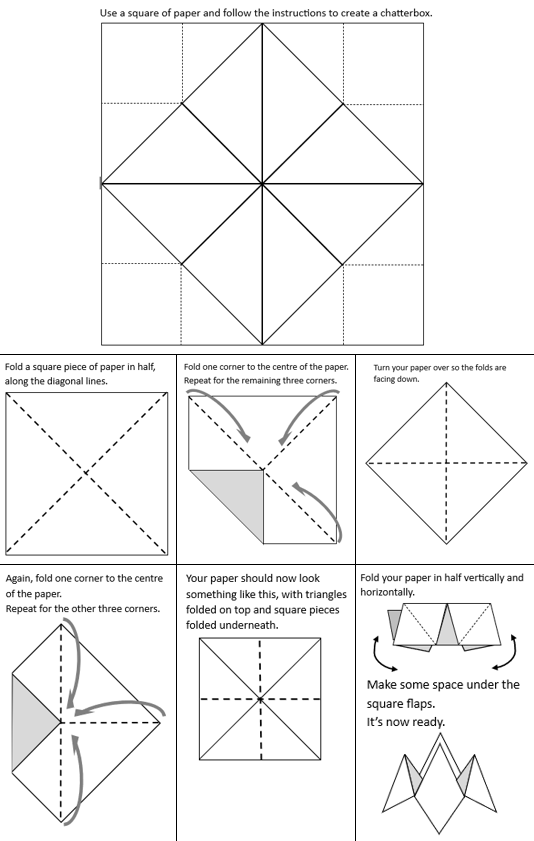 Use a square of paper and follow the instructions to create a chatterbox.
Fold a square piece of paper in half,
along the diagonal lines.
Fold one corner to the centre of the paper.
Repeat for the remaining three corners.
Turn your paper over so the folds are
facing down.
Again, fold one corner to the centre
of the paper.
Repeat for the other three corners.
Your paper should now look
something like this, with triangles
folded on top and square pieces
folded underneath.
Fold your paper in half vertically and
horizontally.
Make some space under the
square flaps.
It's now ready.